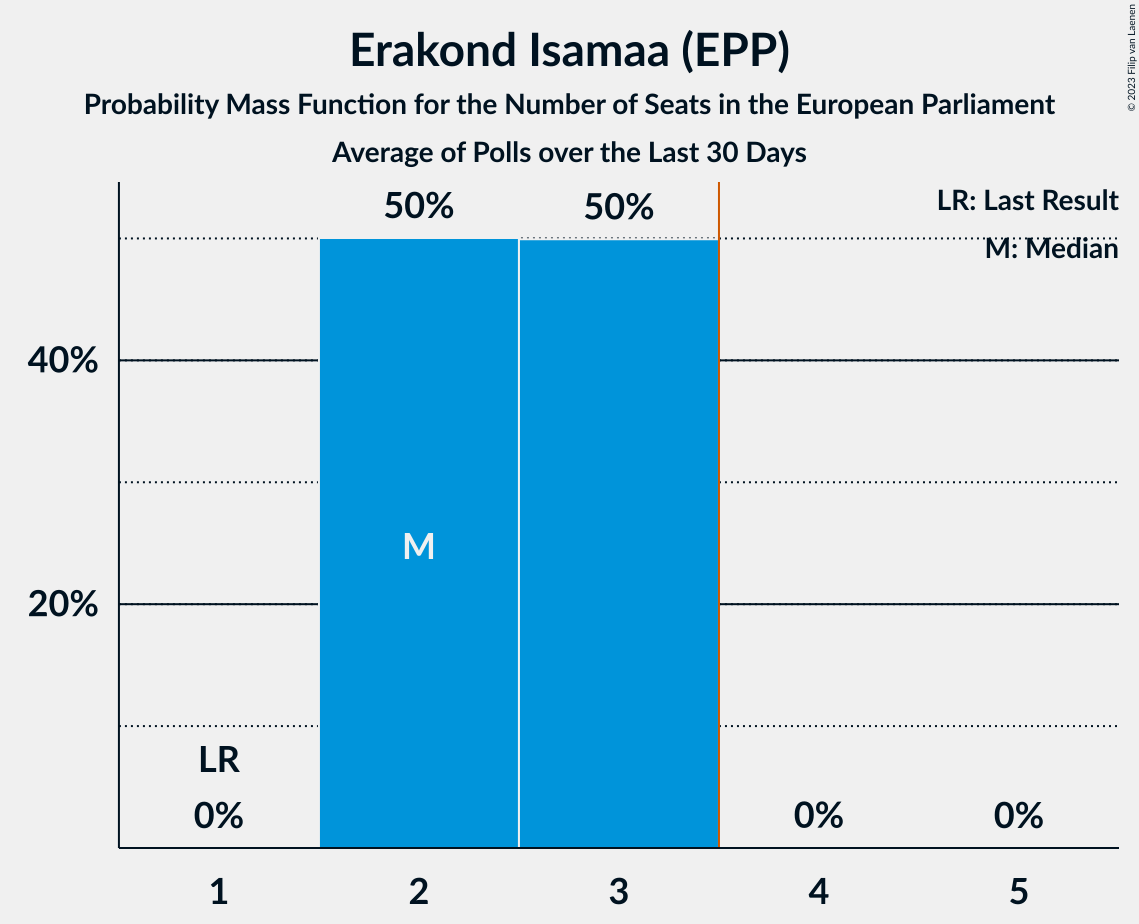 Erakond Isamaa (EPP)
Probability Mass Function for the Number of Seats in the European Parliament
Average of Polls over the Last 30 Days
© 2023 Filip van Laenen
50%
50%
LR: Last Result
M: Median
40%
M
20%
LR
0%
0%
0%
1
2
3
4
5